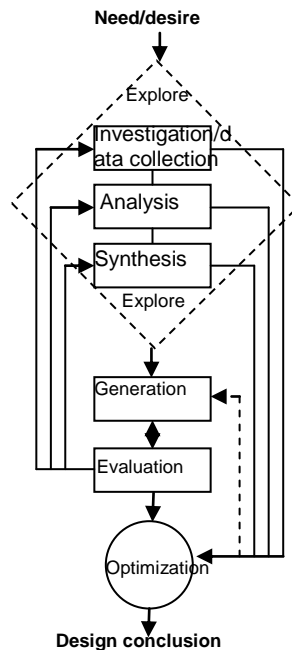 Need/desire
Explore
Investigation/d
ata collection
Analysis
Synthesis
Explore
Generation
Evaluation
Optimization
Design conclusion